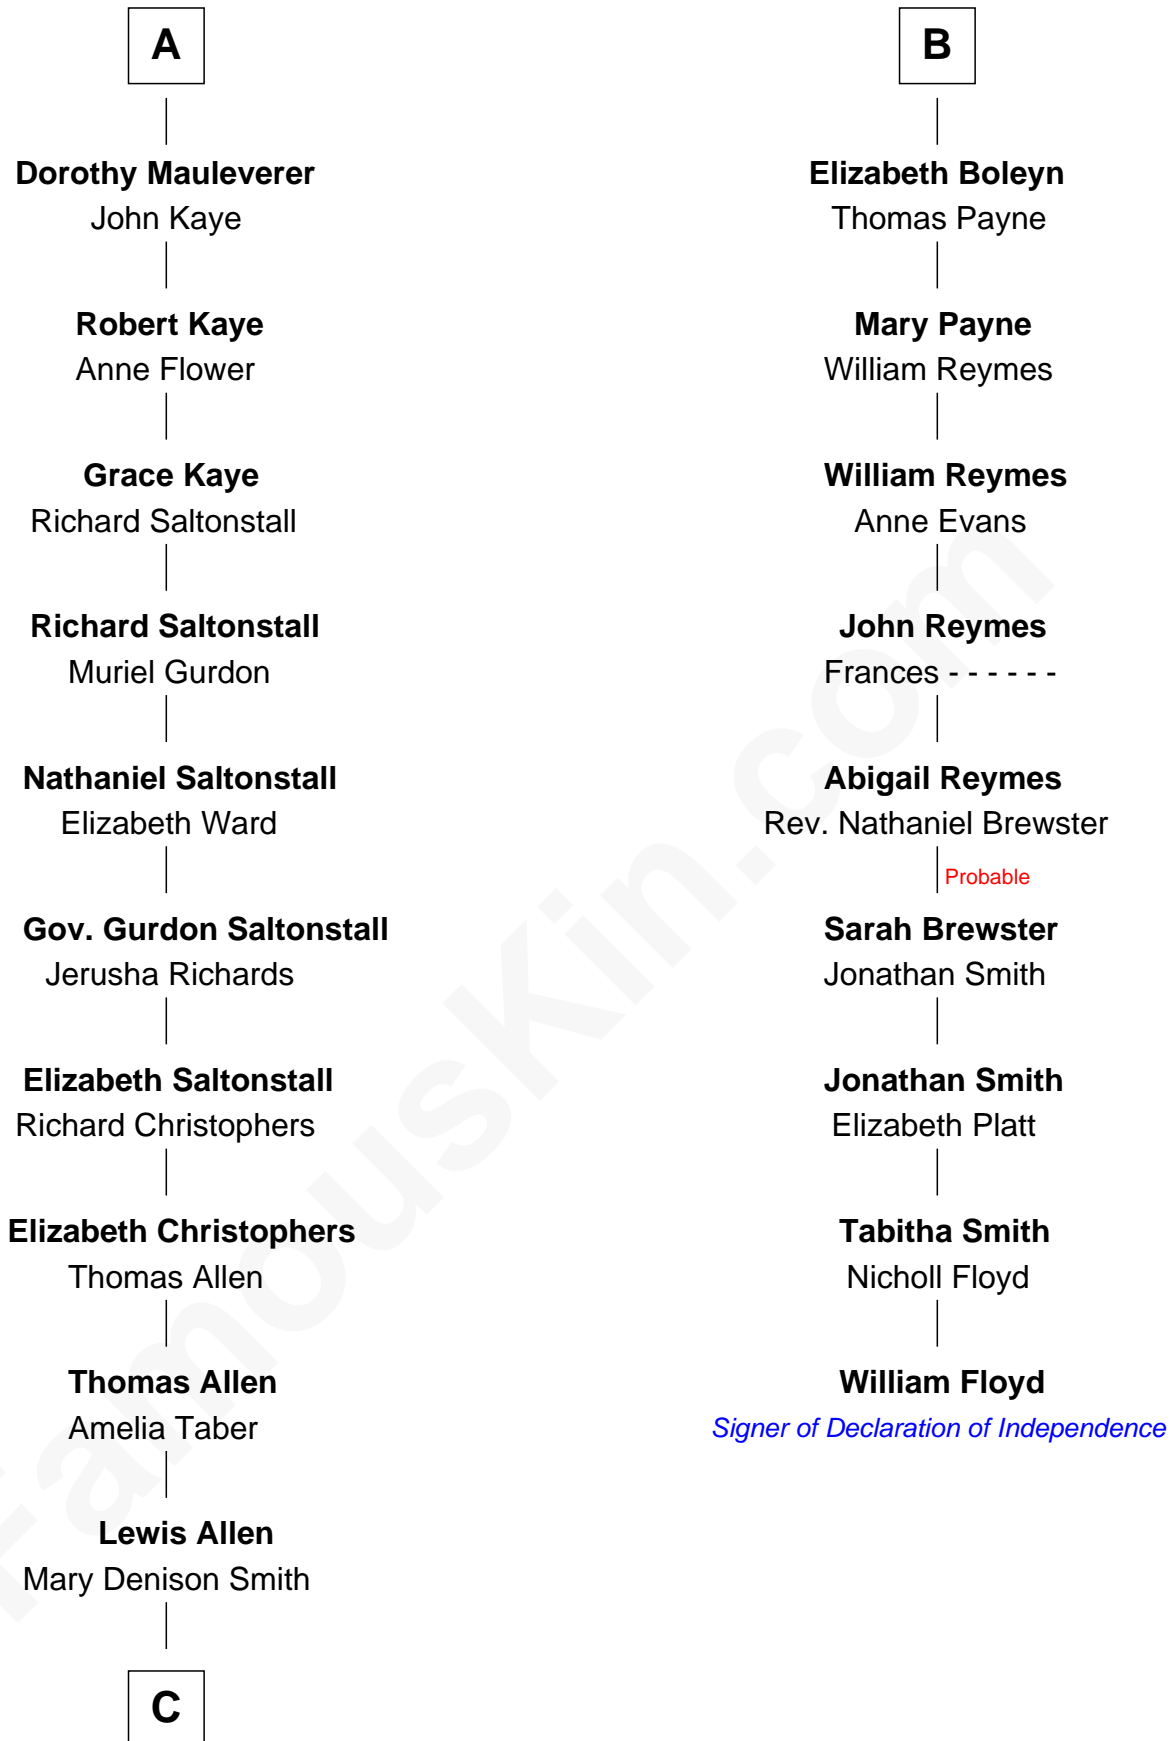 A
Dorothy Mauleverer
John Kaye
Robert Kaye
Anne Flower
Grace Kaye
Richard Saltonstall
Richard Saltonstall
Muriel Gurdon
Nathaniel Saltonstall
Elizabeth Ward
Gov. Gurdon Saltonstall
Jerusha Richards
Elizabeth Saltonstall
Richard Christophers
Elizabeth Christophers
Thomas Allen
Thomas Allen
Amelia Taber
Lewis Allen
Mary Denison Smith
C
B
Elizabeth Boleyn
Thomas Payne
Mary Payne
William Reymes
William Reymes
Anne Evans
John Reymes
Frances - - - - - -
Abigail Reymes
Rev. Nathaniel Brewster
Probable
Sarah Brewster
Jonathan Smith
Jonathan Smith
Elizabeth Platt
Tabitha Smith
Nicholl Floyd
William Floyd
Signer of Declaration of Independence
FamousKin.com